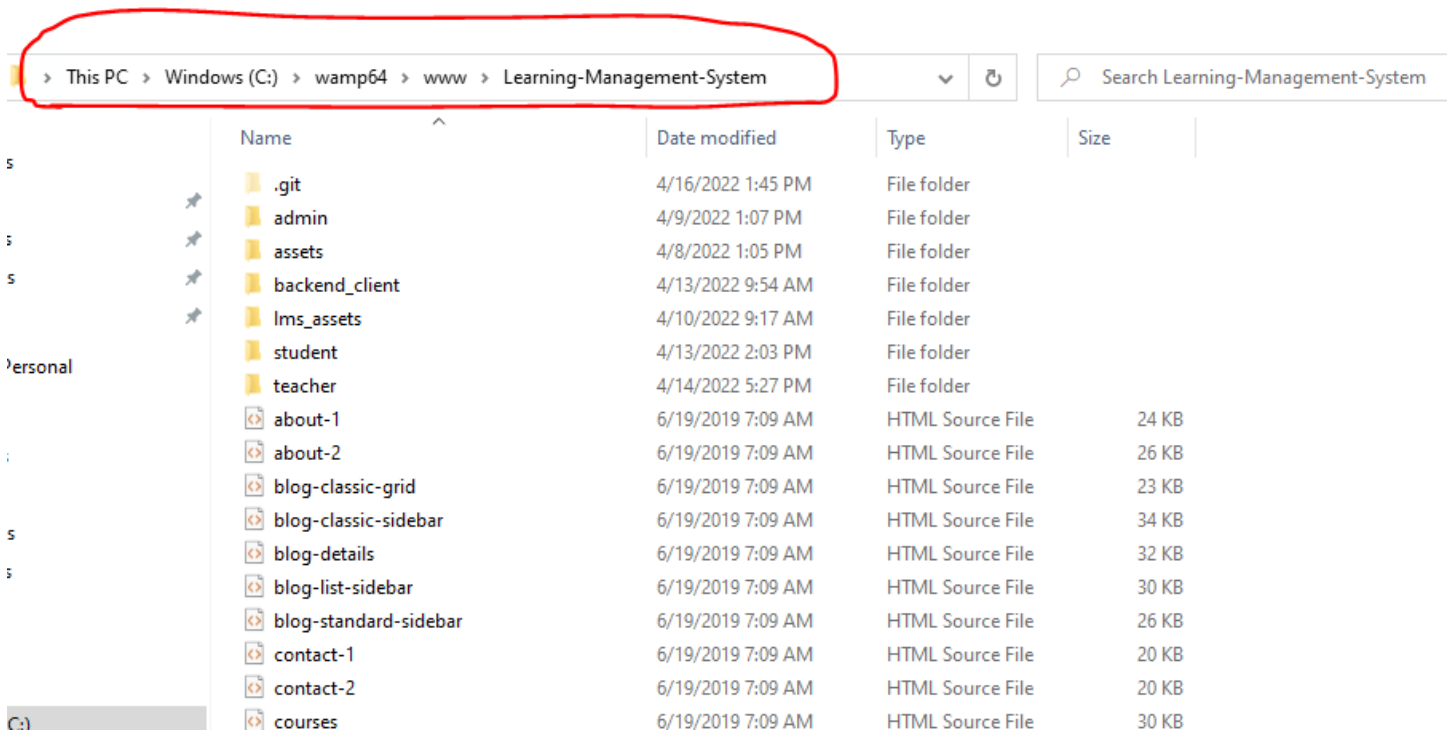 This PC > Windows (C:) > wamp64 > www > Learning-Management-System
Search Learning-Management-System
Name Date modified Type Size
.git 4/16/2022 1:45 PM File folder
admin 4/9/2022 1:07 PM File folder
assets 4/8/2022 1:05 PM File folder
backend_client 4/13/2022 9:54 AM File folder
lms_assets 4/10/2022 9:17 AM File folder
student 4/13/2022 2:03 PM File folder
Personal
teacher 4/14/2022 5:27 PM File folder
about-1 6/19/2019 7:09 AM HTML Source File 24 KB
about-2 6/19/2019 7:09 AM HTML Source File 26 KB
blog-classic-grid 6/19/2019 7:09 AM HTML Source File 23 KB
blog-classic-sidebar 6/19/2019 7:09 AM HTML Source File 34 KB
blog-details 6/19/2019 7:09 AM HTML Source File 32 KB
blog-list-sidebar 6/19/2019 7:09 AM HTML Source File 30 KB
blog-standard-sidebar 6/19/2019 7:09 AM HTML Source File 26 KB
contact-1 6/19/2019 7:09 AM HTML Source File 20 KB
contact-2 6/19/2019 7:09 AM HTML Source File 20 KB
C:) courses 6/19/2019 7:09 AM HTML Source File 30 KB